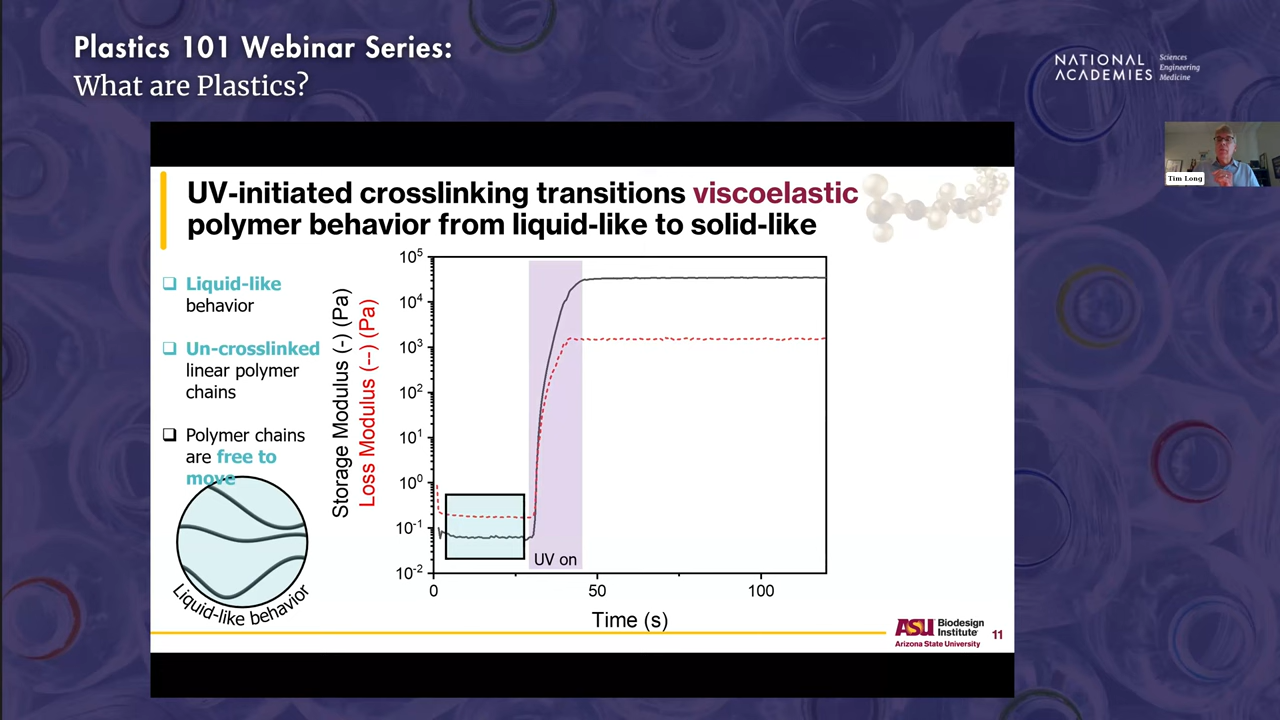 Plastics 101 Webinar Series:
What are Plastics?
NATIONAL
ACADEMIES
Sciences
Engineering
Medicine
Tim Long
UV-initiated crosslinking transitions viscoelastic
polymer behavior from liquid-like to solid-like
❑ Liquid-like
behavior
❑ Un-crosslinked
linear polymer
chains
❑ Polymer chains
are free to
move
Liquid-like behavior
Storage Modulus (-) (Pa)
Loss Modulus (--) (Pa)
10⁵
10⁴
10³
10²
10¹
10⁰
10⁻¹
10⁻²
UV on
0
50
100
Time (s)
ASU
Biodesign
Institute
Arizona State University
11